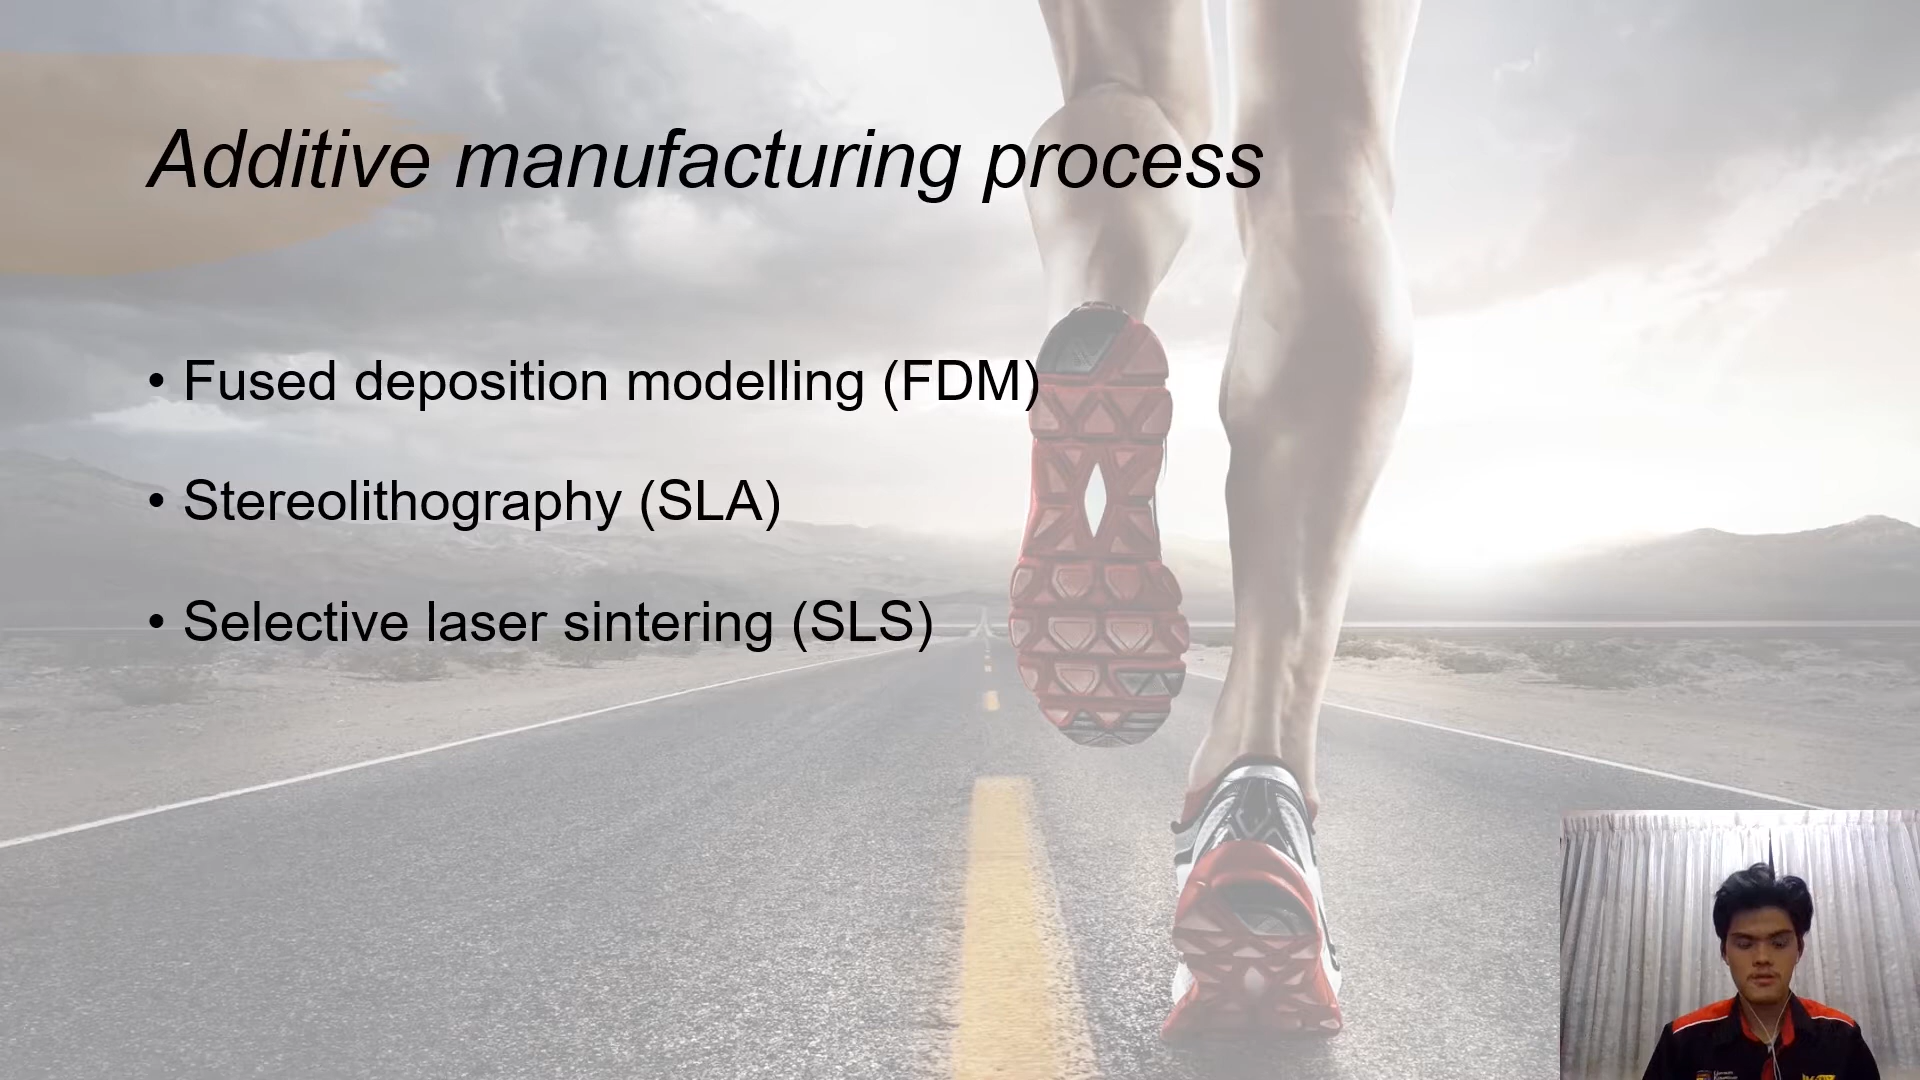 Additive manufacturing process
• Fused deposition modelling (FDM)
• Stereolithography (SLA)
• Selective laser sintering (SLS)